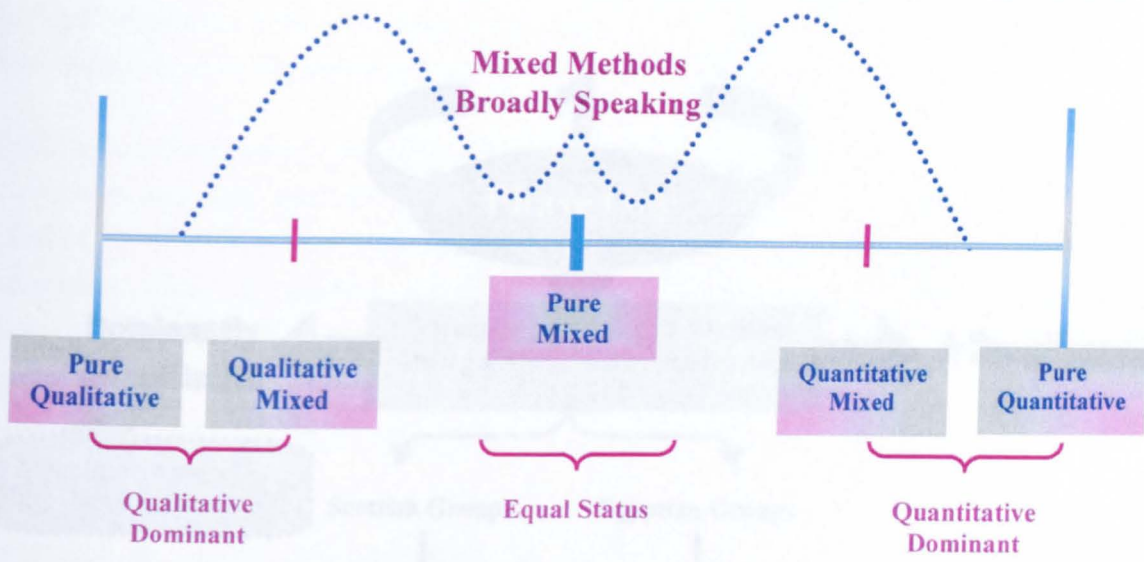 Mixed Methods
Broadly Speaking
Pure
Mixed
Pure
Qualitative
Qualitative
Mixed
Quantitative
Mixed
Pure
Quantitative
Qualitative
Dominant
Equal Status
Quantitative
Dominant